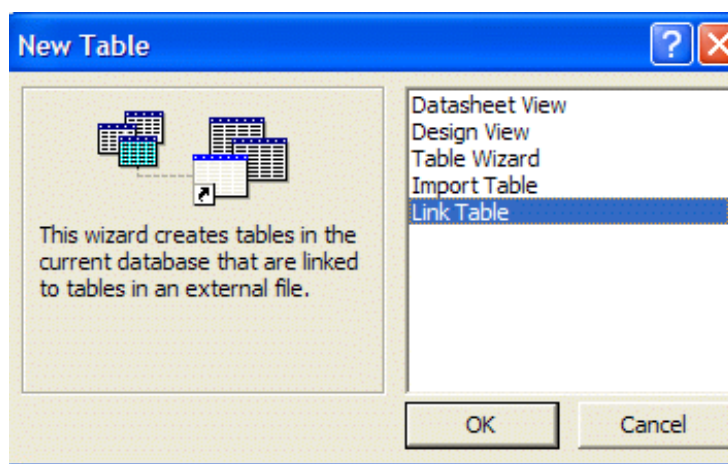 New Table
This wizard creates tables in the
current database that are linked
to tables in an external file.
Datasheet View
Design View
Table Wizard
Import Table
Link Table
OK
Cancel